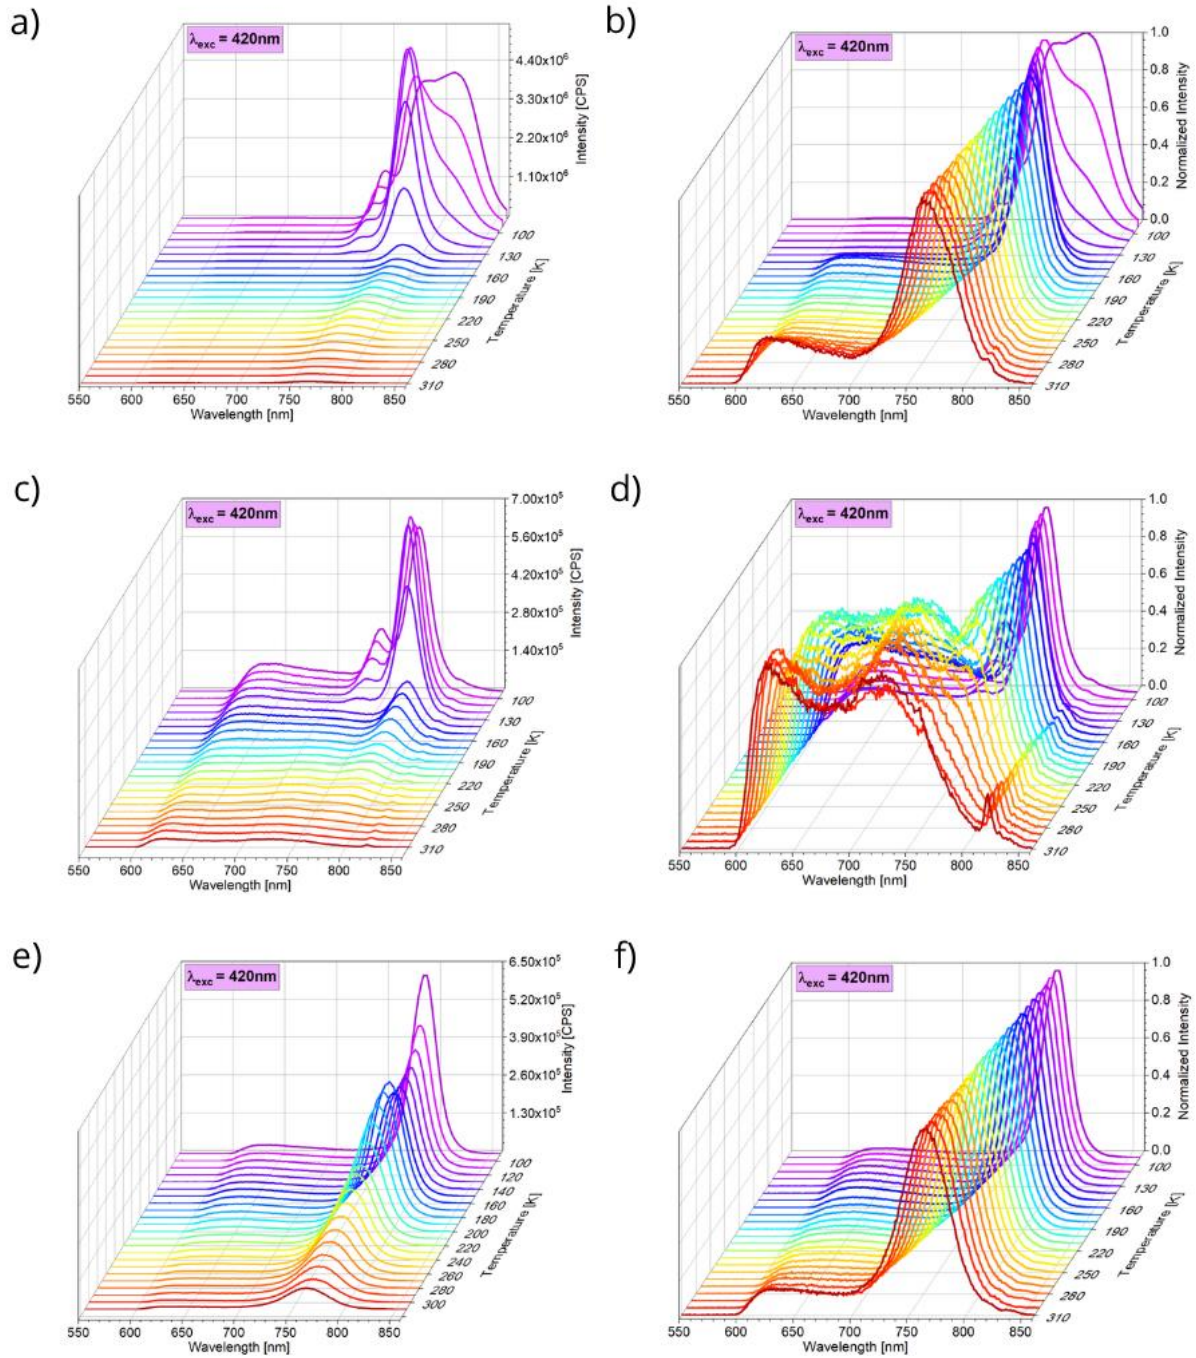 a)
λexc = 420nm
4.40x10⁶
3.30x10⁶
2.20x10⁶
1.10x10⁶
Intensity [CPS]
100
130
160
190
220
250
280
310
Temperature [K]
550 600 650 700 750 800 850
Wavelength [nm]
b)
λexc = 420nm
1.0
0.8
0.6
0.4
0.2
0.0
Normalized Intensity
100
130
160
190
220
250
280
310
Temperature [K]
550 600 650 700 750 800 850
Wavelength [nm]
c)
λexc = 420nm
7.00x10⁵
5.60x10⁵
4.20x10⁵
2.80x10⁵
1.40x10⁵
Intensity [CPS]
100
130
160
190
220
250
280
310
Temperature [K]
550 600 650 700 750 800 850
Wavelength [nm]
d)
λexc = 420nm
1.0
0.8
0.6
0.4
0.2
0.0
Normalized Intensity
100
130
160
190
220
250
280
310
Temperature [K]
550 600 650 700 750 800 850
Wavelength [nm]
e)
λexc = 420nm
6.50x10⁵
5.20x10⁵
3.90x10⁵
2.60x10⁵
1.30x10⁵
Intensity [CPS]
100
120
140
160
180
200
220
240
260
280
300
Temperature [K]
550 600 650 700 750 800 850
Wavelength [nm]
f)
λexc = 420nm
1.0
0.8
0.6
0.4
0.2
0.0
Normalized Intensity
100
130
160
190
220
250
280
310
Temperature [K]
550 600 650 700 750 800 850
Wavelength [nm]